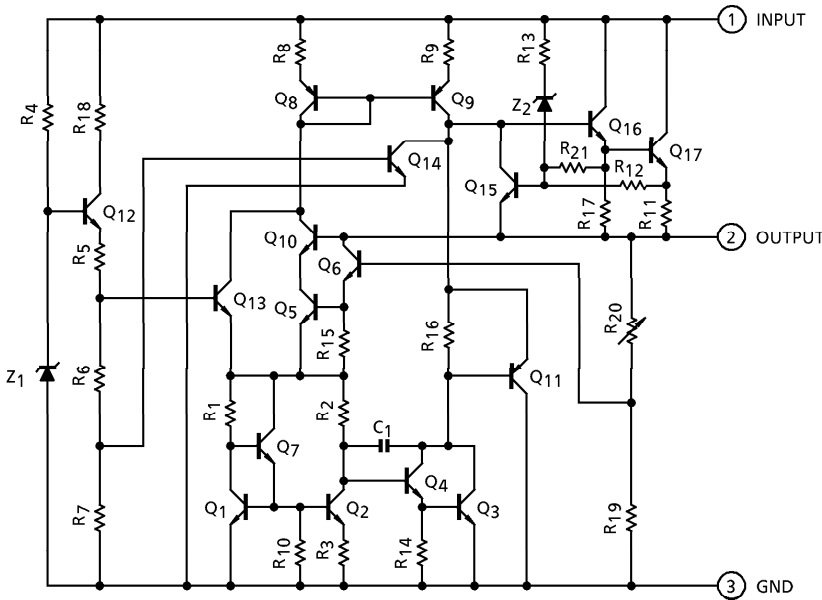 1 INPUT
R8
R9
R13
R4
R18
Q8
Q9
Z2
Q16
Q14
R21
Q17
R12
Q15
Q12
R17
R11
Q10
2 OUTPUT
R5
Q6
Q13
Q5
R20
R15
R16
Z1
R6
Q11
R1
R2
C1
Q7
Q4
Q1
Q2
Q3
R7
R19
R10
R3
R14
3 GND